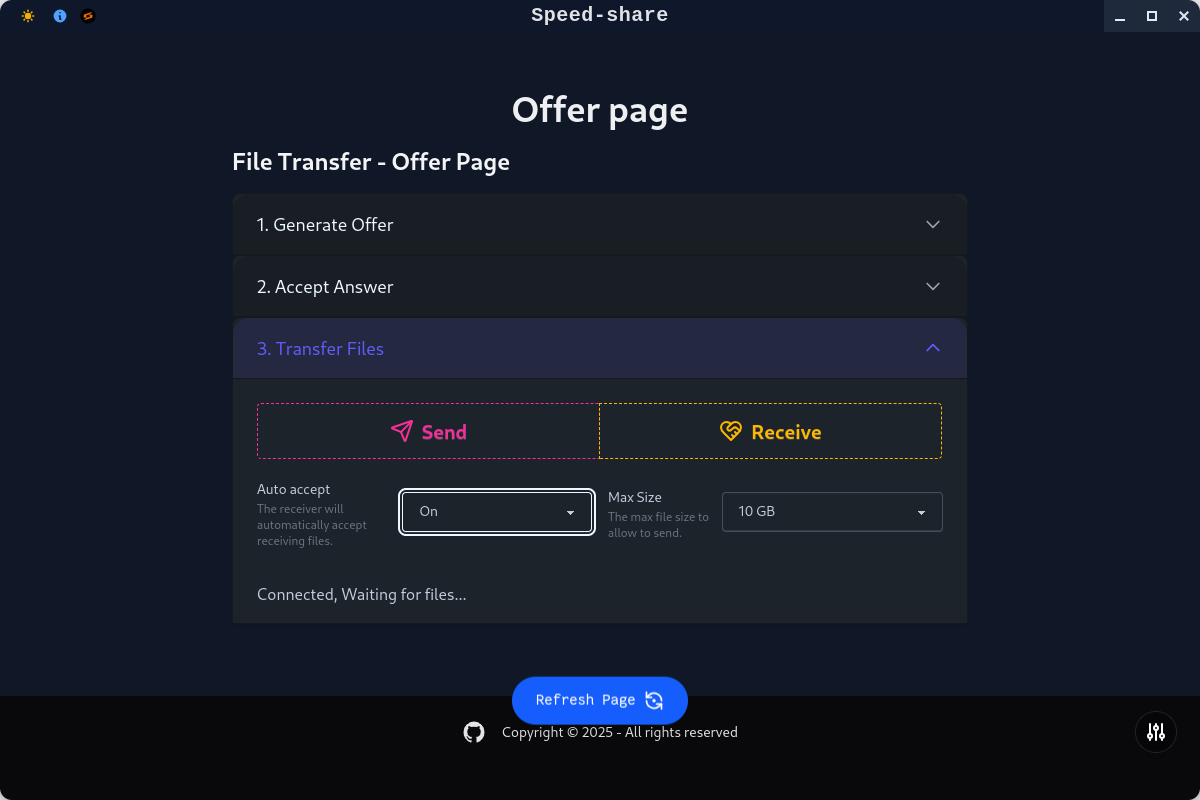 Speed-share
Offer page
File Transfer - Offer Page
1. Generate Offer
2. Accept Answer
3. Transfer Files
Send
Receive
Auto accept
The receiver will
automatically accept
receiving files.
On
Max Size
The max file size to
allow to send.
10 GB
Connected, Waiting for files...
Refresh Page
Copyright © 2025 - All rights reserved